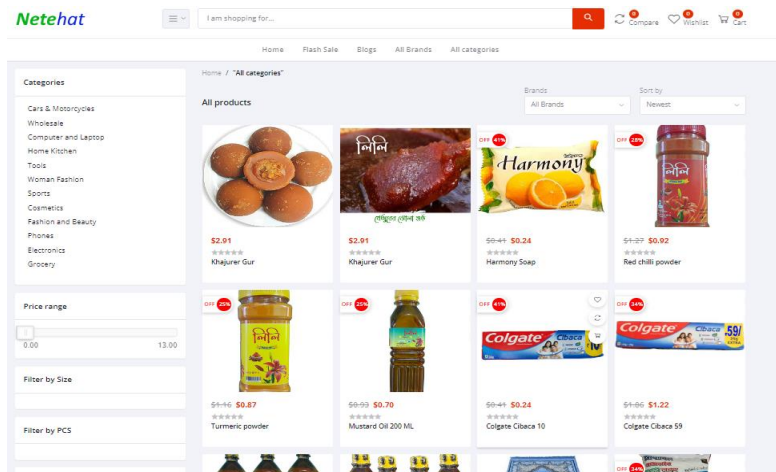 Netehat
I am shopping for...
0
Compare
0
Wishlist
0
Cart
Home Flash Sale Blogs All Brands All categories
Categories
Cars & Motorcycles
Wholesale
Computer and Laptop
Home Kitchen
Tools
Woman Fashion
Sports
Cosmetics
Fashion and Beauty
Phones
Electronics
Grocery
Price range
0.00 13.00
Filter by Size
Filter by PCS
Home / "All categories"
All products
Brands
All Brands
Sort by
Newest
$2.91
Khajurer Gur
লিলি
$2.91
Khajurer Gur
OFF 41%
Harmony
$0.41 $0.24
Harmony Soap
OFF 28%
লিলি
$1.27 $0.92
Red chilli powder
OFF 25%
লিলি
$1.16 $0.87
Turmeric powder
OFF 25%
$0.93 $0.70
Mustard Oil 200 ML
OFF 41%
Colgate Cibaca
10
$0.41 $0.24
Colgate Cibaca 10
OFF 34%
Colgate Cibaca
59/
$1.86 $1.22
Colgate Cibaca 59
OFF 34%